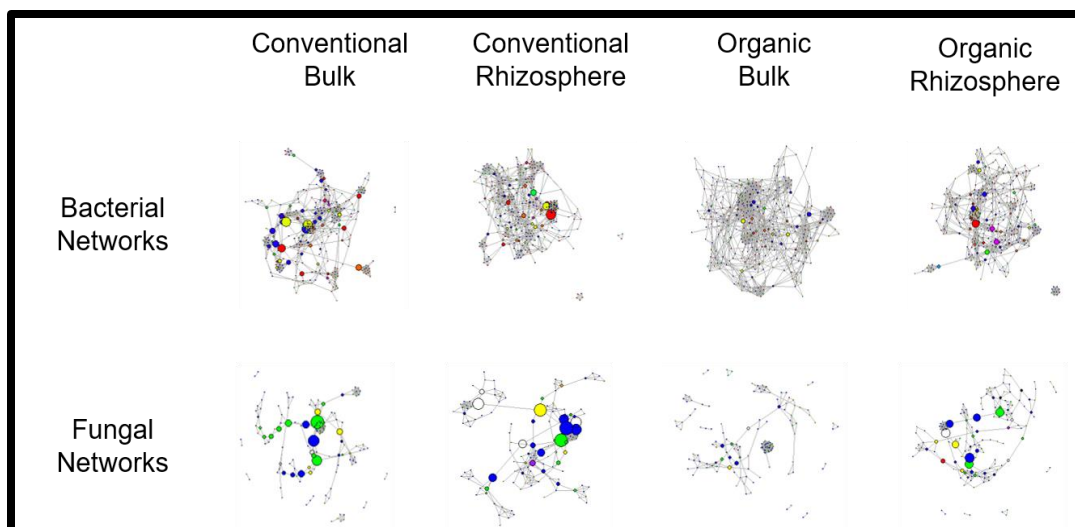 Conventional
Bulk
Conventional
Rhizosphere
Organic
Bulk
Organic
Rhizosphere
Bacterial
Networks
Fungal
Networks